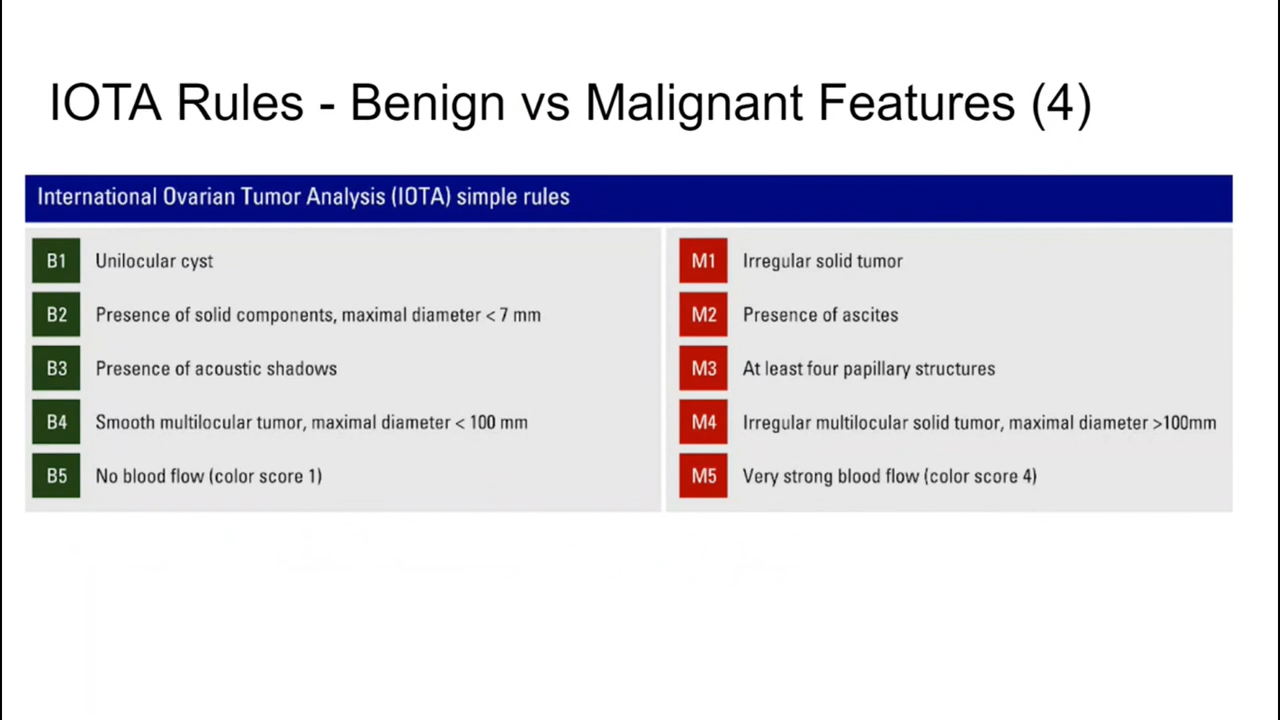 IOTA Rules - Benign vs Malignant Features (4)
International Ovarian Tumor Analysis (IOTA) simple rules
B1 Unilocular cyst
B2 Presence of solid components, maximal diameter < 7 mm
B3 Presence of acoustic shadows
B4 Smooth multilocular tumor, maximal diameter < 100 mm
B5 No blood flow (color score 1)
M1 Irregular solid tumor
M2 Presence of ascites
M3 At least four papillary structures
M4 Irregular multilocular solid tumor, maximal diameter >100mm
M5 Very strong blood flow (color score 4)